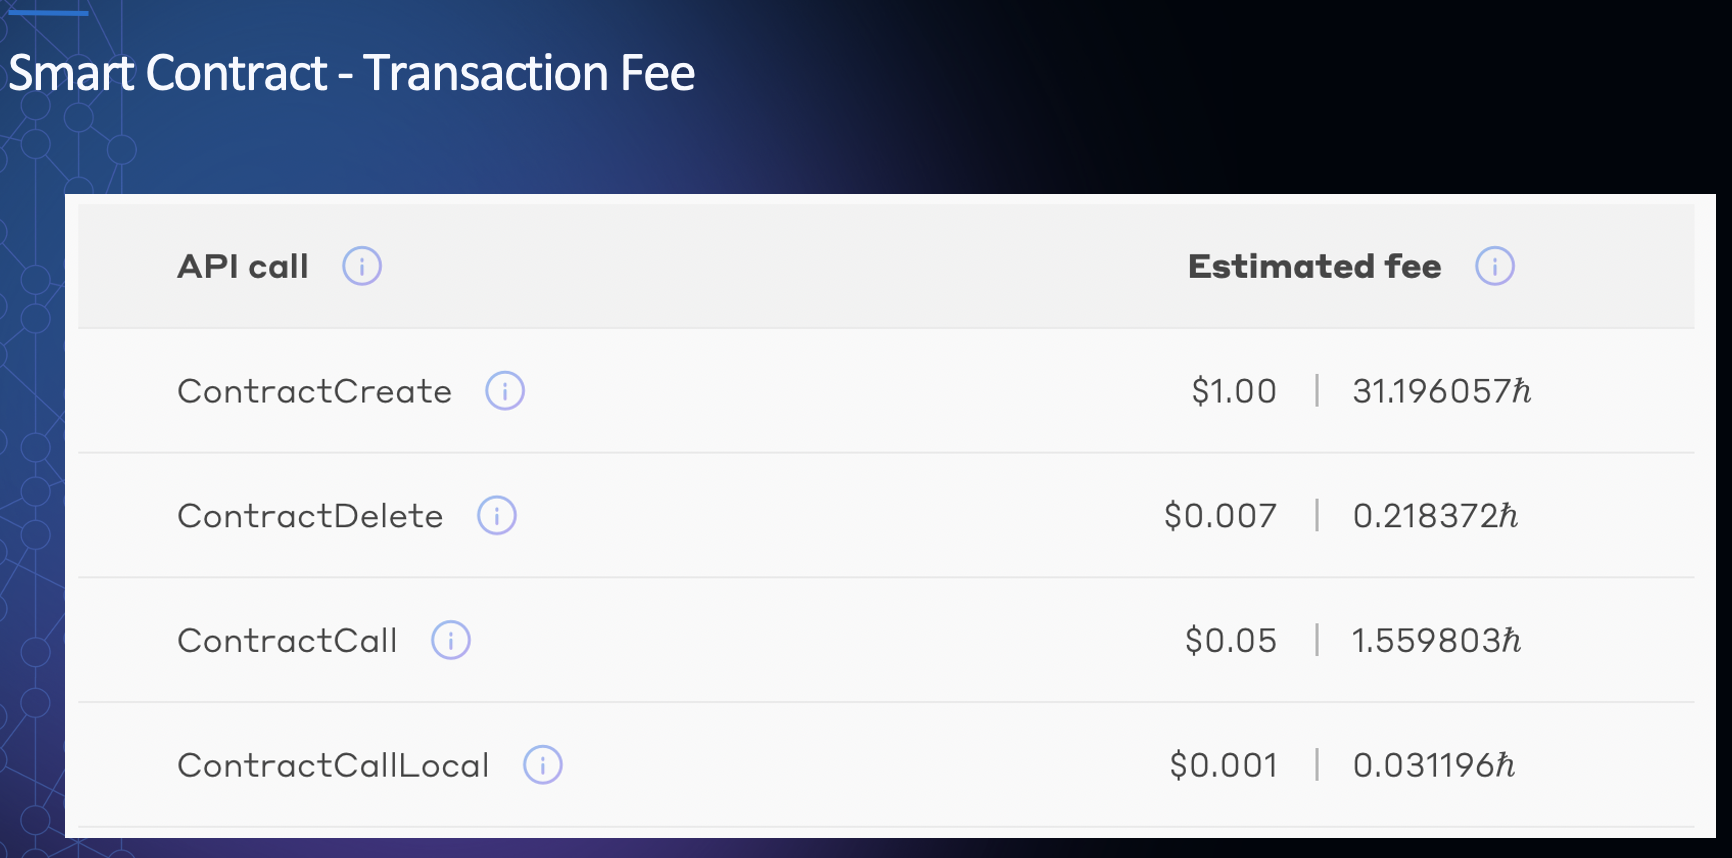 Smart Contract - Transaction Fee
API call Estimated fee
ContractCreate $1.00 | 31.196057ℏ
ContractDelete $0.007 | 0.218372ℏ
ContractCall $0.05 | 1.559803ℏ
ContractCallLocal $0.001 | 0.031196ℏ